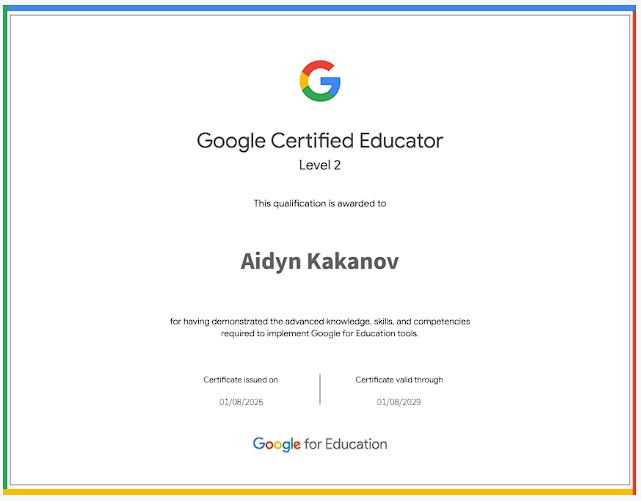 Google Certified Educator
Level 2
This qualification is awarded to
Aidyn Kakanov
for having demonstrated the advanced knowledge, skills, and competencies
required to implement Google for Education tools.
Certificate issued on
01/08/2026
Certificate valid through
01/08/2029
Google for Education